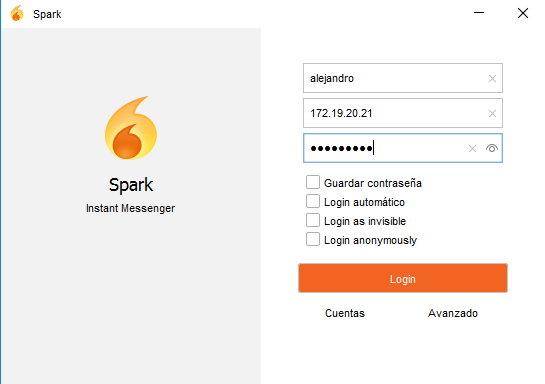 Spark
Spark
Instant Messenger
alejandro
172.19.20.21
●●●●●●●●●
Guardar contraseña
Login automático
Login as invisible
Login anonymously
Login
Cuentas
Avanzado